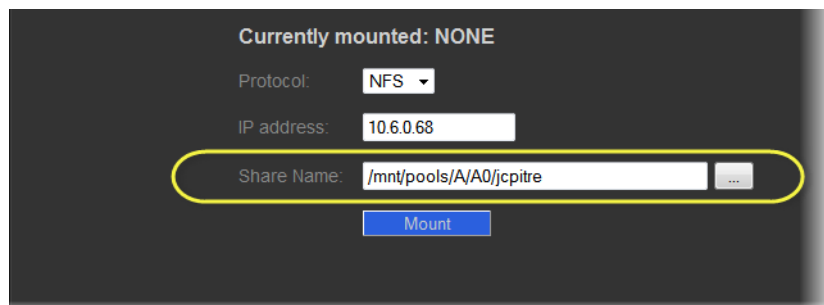 Currently mounted: NONE
Protocol: NFS
IP address: 10.6.0.68
Share Name: /mnt/pools/A/A0/jcpitre ...
Mount